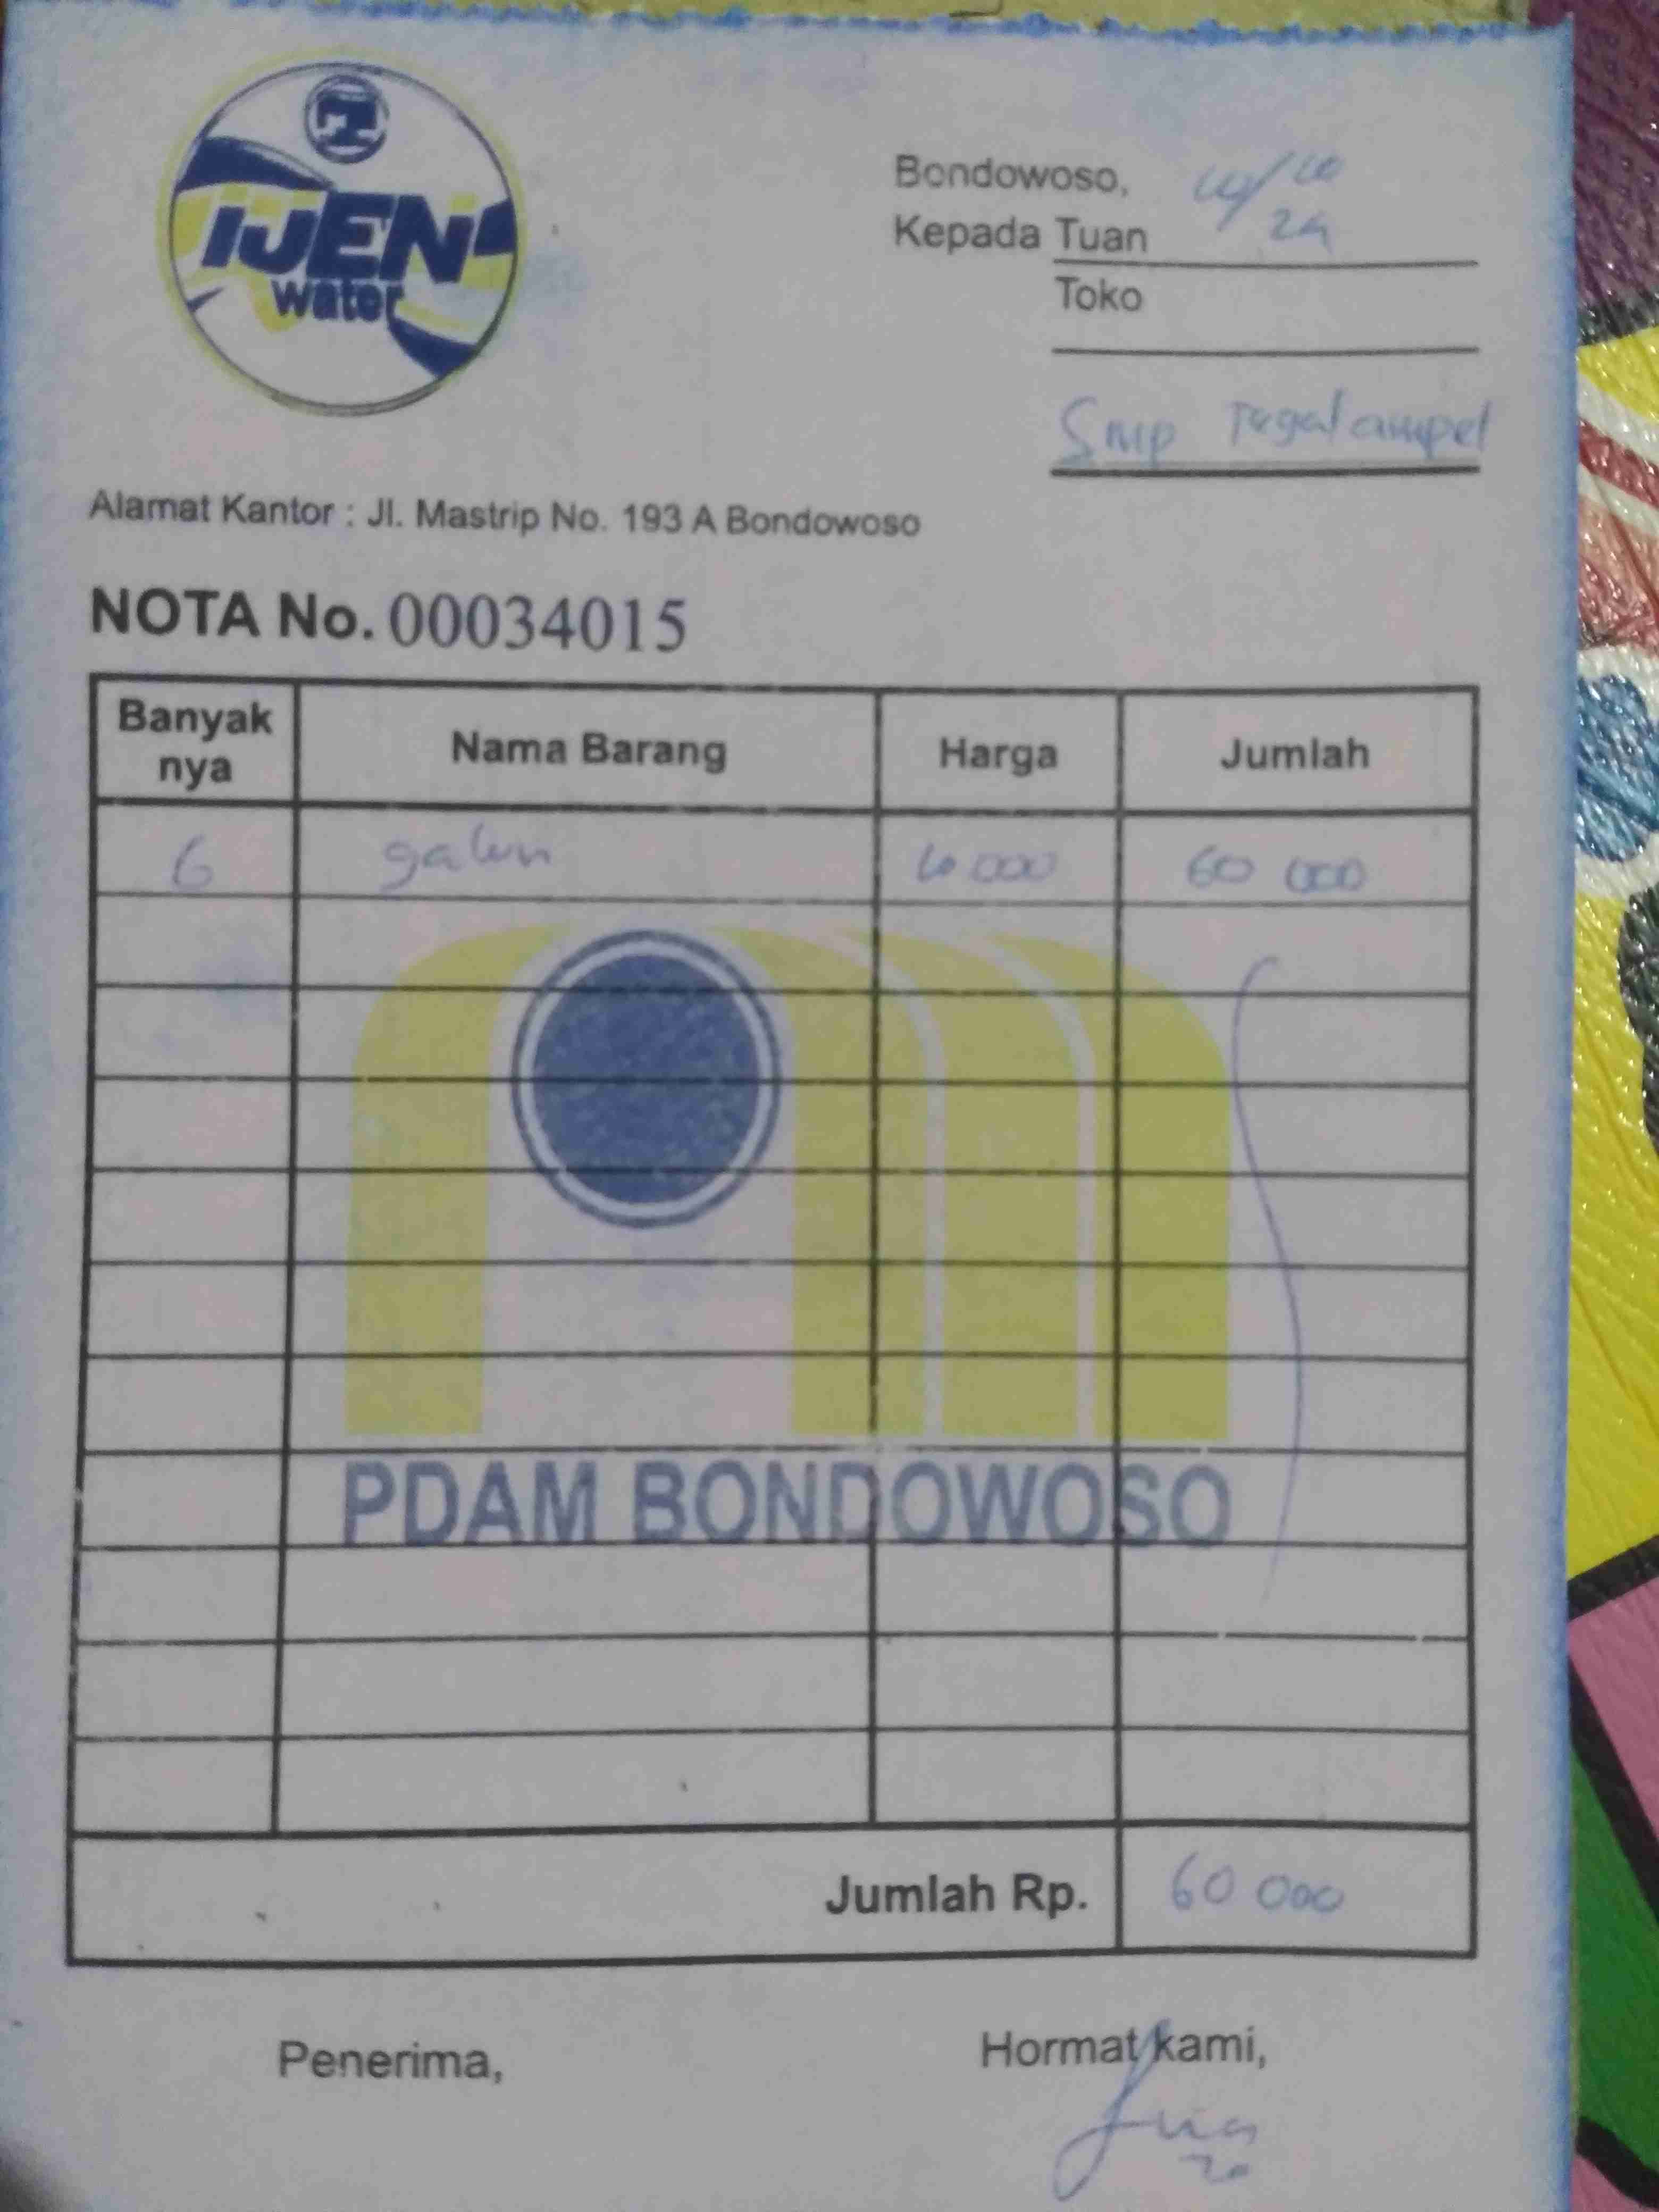 IJEN
water
Bondowoso, 10/10
24
Kepada Tuan
Toko
Smp Tegalampel
Alamat Kantor : Jl. Mastrip No. 193 A Bondowoso
NOTA No. 00034015
Banyak nya Nama Barang Harga Jumlah
6 galon 10 000 60 000
PDAM BONDOWOSO
Jumlah Rp. 60 000
Penerima, Hormat kami,